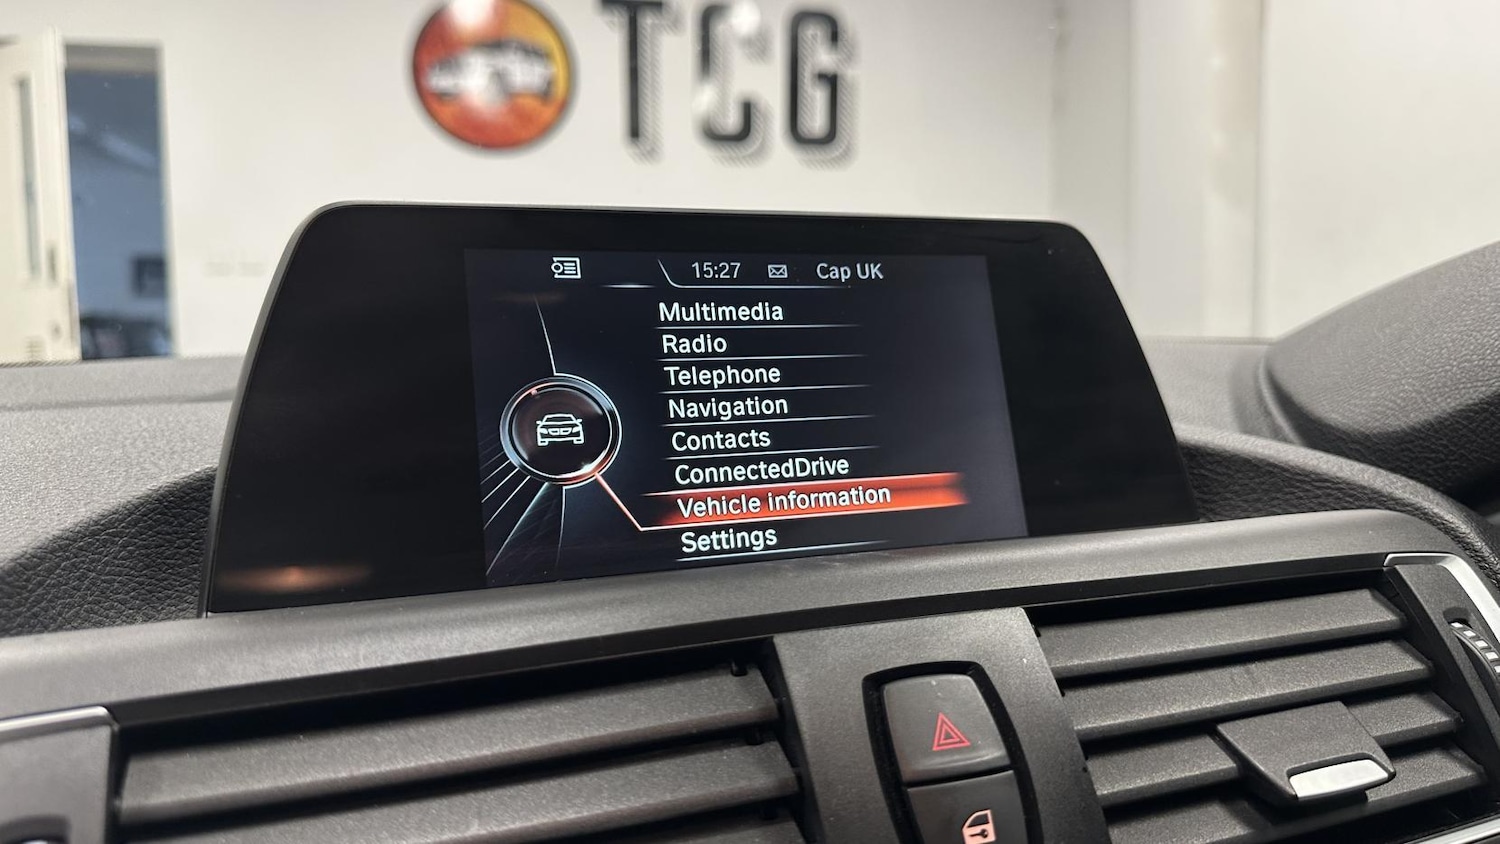 TCG
15:27 Cap UK
Multimedia
Radio
Telephone
Navigation
Contacts
ConnectedDrive
Vehicle information
Settings